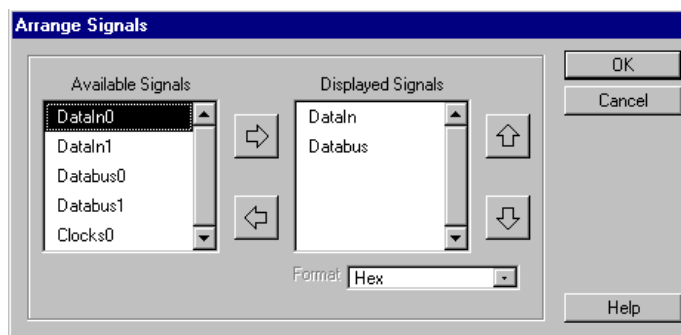 Arrange Signals
Available Signals
DataIn0
DataIn1
Databus0
Databus1
Clocks0
Displayed Signals
DataIn
Databus
Format Hex
OK
Cancel
Help